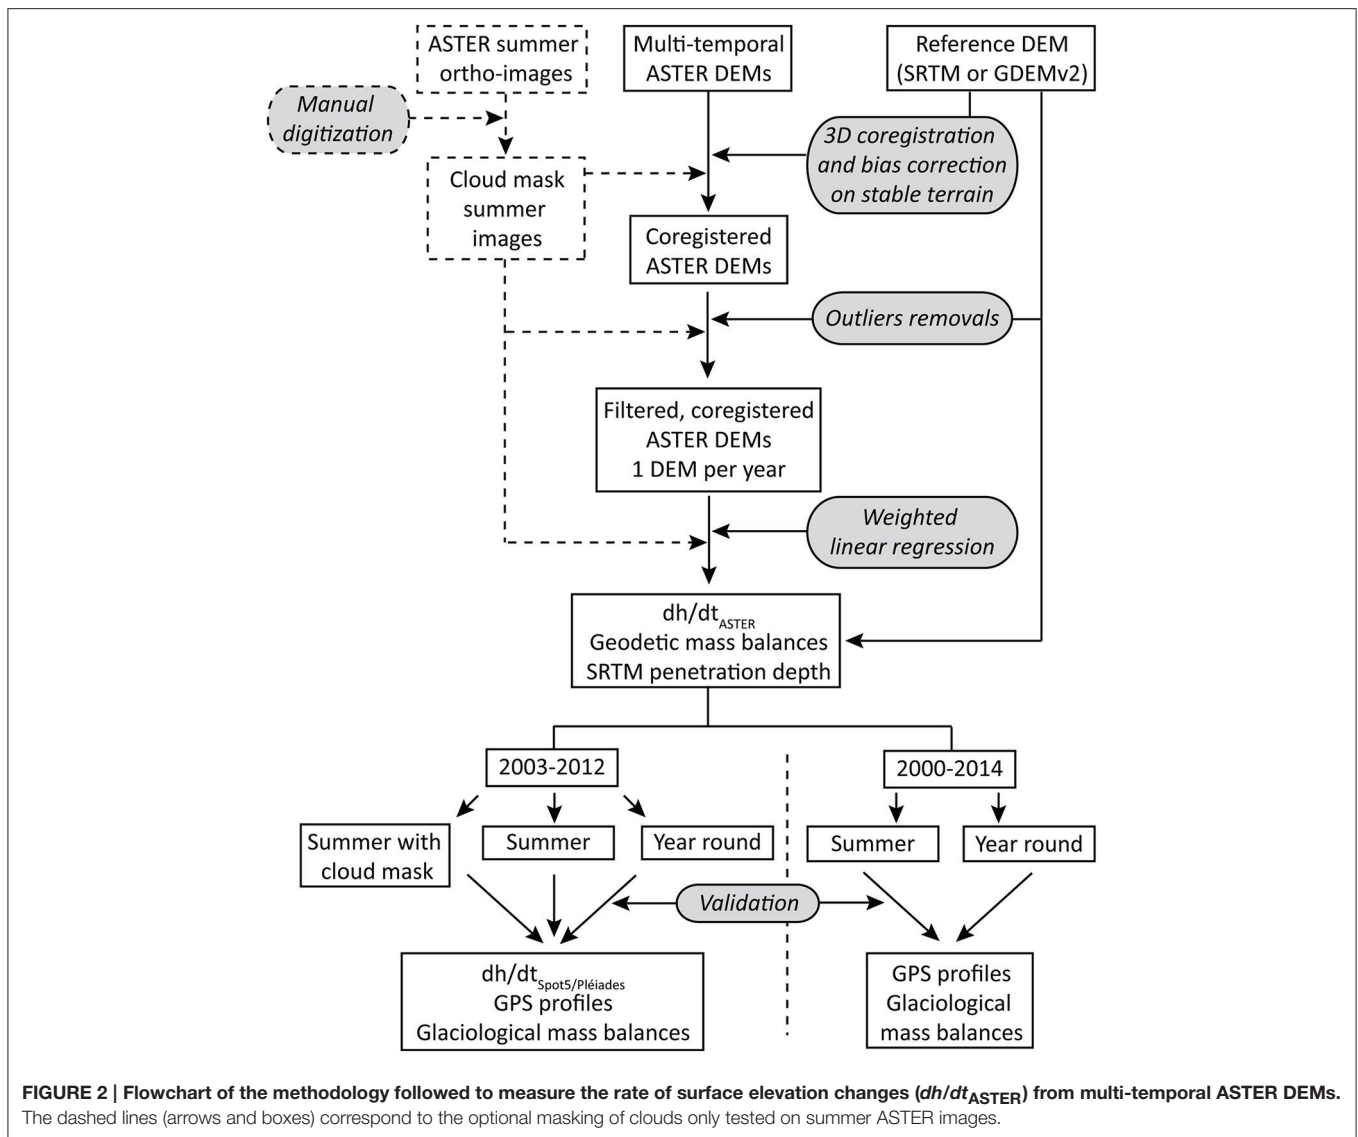 ASTER summer
ortho-images
Multi-temporal
ASTER DEMs
Reference DEM
(SRTM or GDEMv2)
Manual
digitization
3D coregistration
and bias correction
on stable terrain
Cloud mask
summer
images
Coregistered
ASTER DEMs
Outliers removals
Filtered, coregistered
ASTER DEMs
1 DEM per year
Weighted
linear regression
dh/dtASTER
Geodetic mass balances
SRTM penetration depth
2003-2012
2000-2014
Summer with
cloud mask
Summer
Year round
Summer
Year round
Validation
dh/dtSpot5/Pléiades
GPS profiles
Glaciological mass balances
GPS profiles
Glaciological
mass balances
FIGURE 2 | Flowchart of the methodology followed to measure the rate of surface elevation changes (dh/dtASTER) from multi-temporal ASTER DEMs.
The dashed lines (arrows and boxes) correspond to the optional masking of clouds only tested on summer ASTER images.